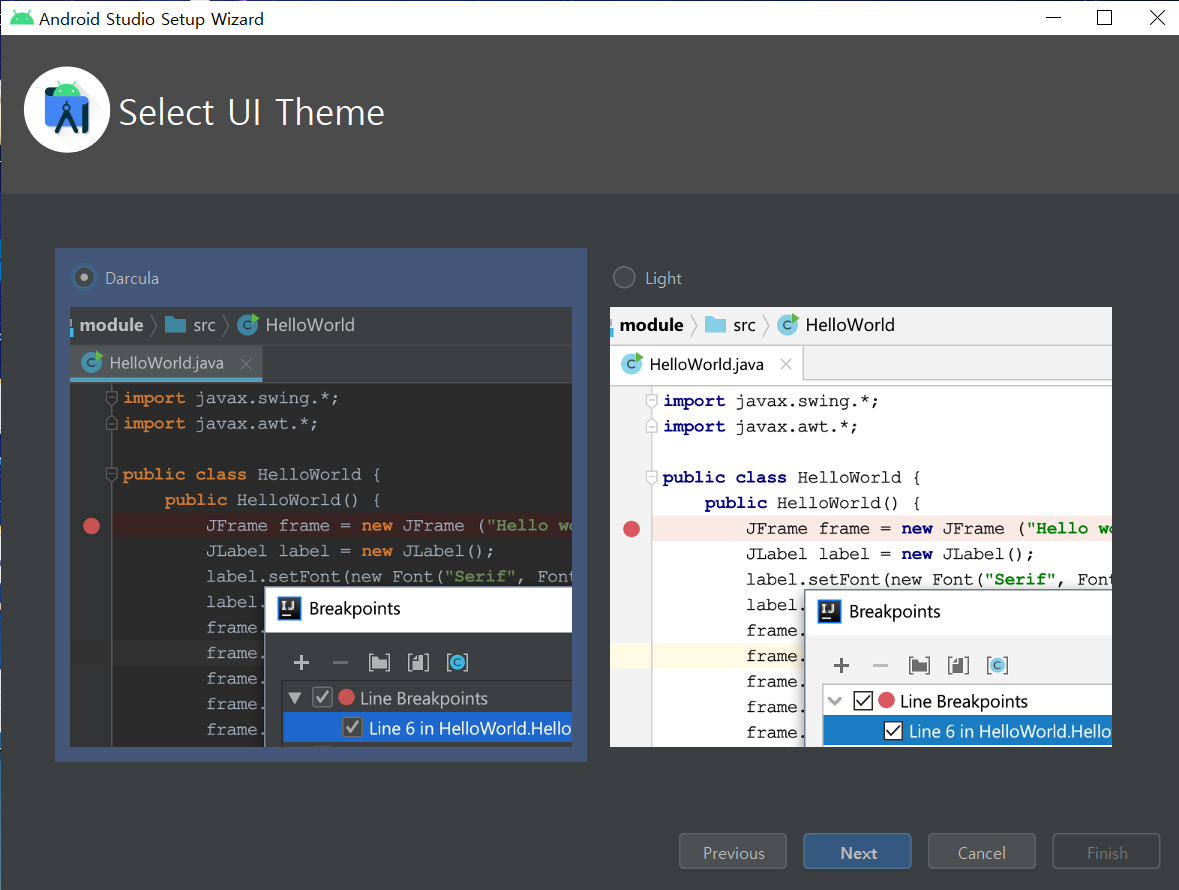 Android Studio Setup Wizard
Select UI Theme
Darcula
module src HelloWorld
HelloWorld.java
import javax.swing.*;
import javax.awt.*;
public class HelloWorld {
public HelloWorld() {
JFrame frame = new JFrame ("Hello wo
JLabel label = new JLabel();
label.setFont(new Font("Serif", Font
label.
frame.
frame.
frame.
frame.
frame.
Breakpoints
Line Breakpoints
Line 6 in HelloWorld.Hello
Light
module src HelloWorld
HelloWorld.java
import javax.swing.*;
import javax.awt.*;
public class HelloWorld {
public HelloWorld() {
JFrame frame = new JFrame ("Hello wo
JLabel label = new JLabel();
label.setFont(new Font("Serif", Font
label.
frame.
frame.
frame.
frame.
frame.
Breakpoints
Line Breakpoints
Line 6 in HelloWorld.Hello
Previous Next Cancel Finish